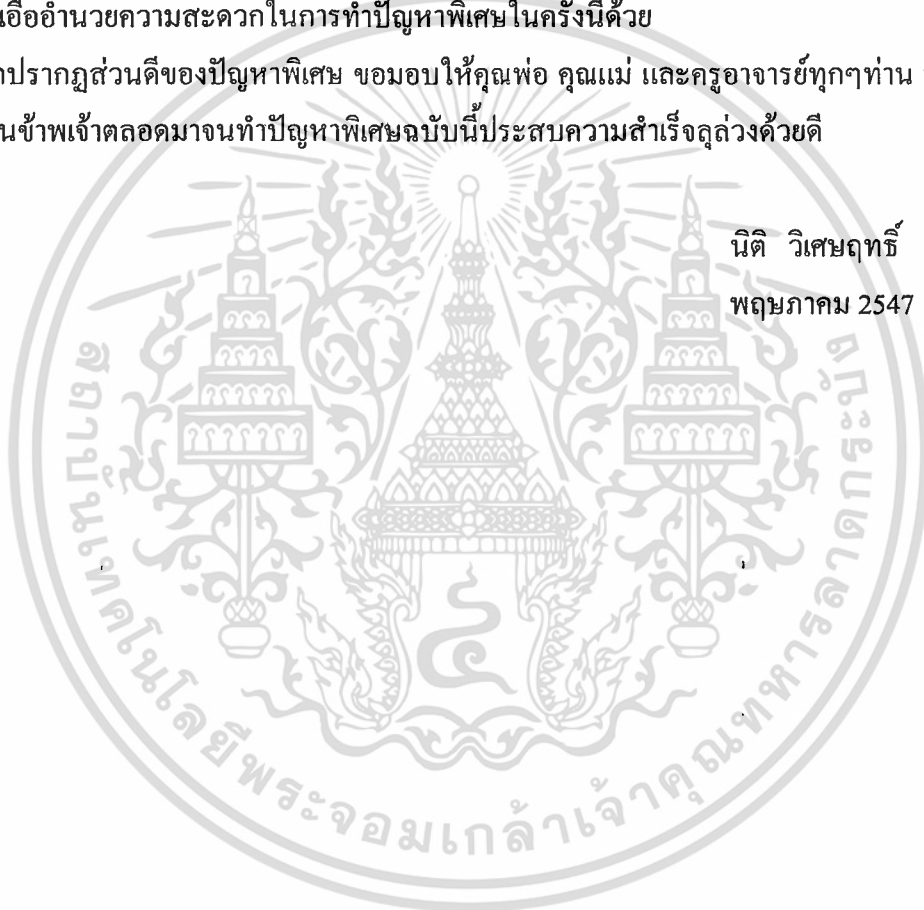 เอื้ออำนวยความสะดวกในการทำปัญหาพิเศษในครั้งนี้ด้วย
ปรากฏส่วนดีของปัญหาพิเศษ ขอมอบให้คุณพ่อ คุณแม่ และครูอาจารย์ทุกๆท่าน
นข้าพเจ้าตลอดมาจนทำปัญหาพิเศษฉบับนี้ประสบความสำเร็จลุล่วงด้วยดี
นิติ วิเศษฤทธิ์
พฤษภาคม 2547
สถาบันเทคโนโลยีพระจอมเกล้าเจ้าคุณทหารลาดกระบัง
๔